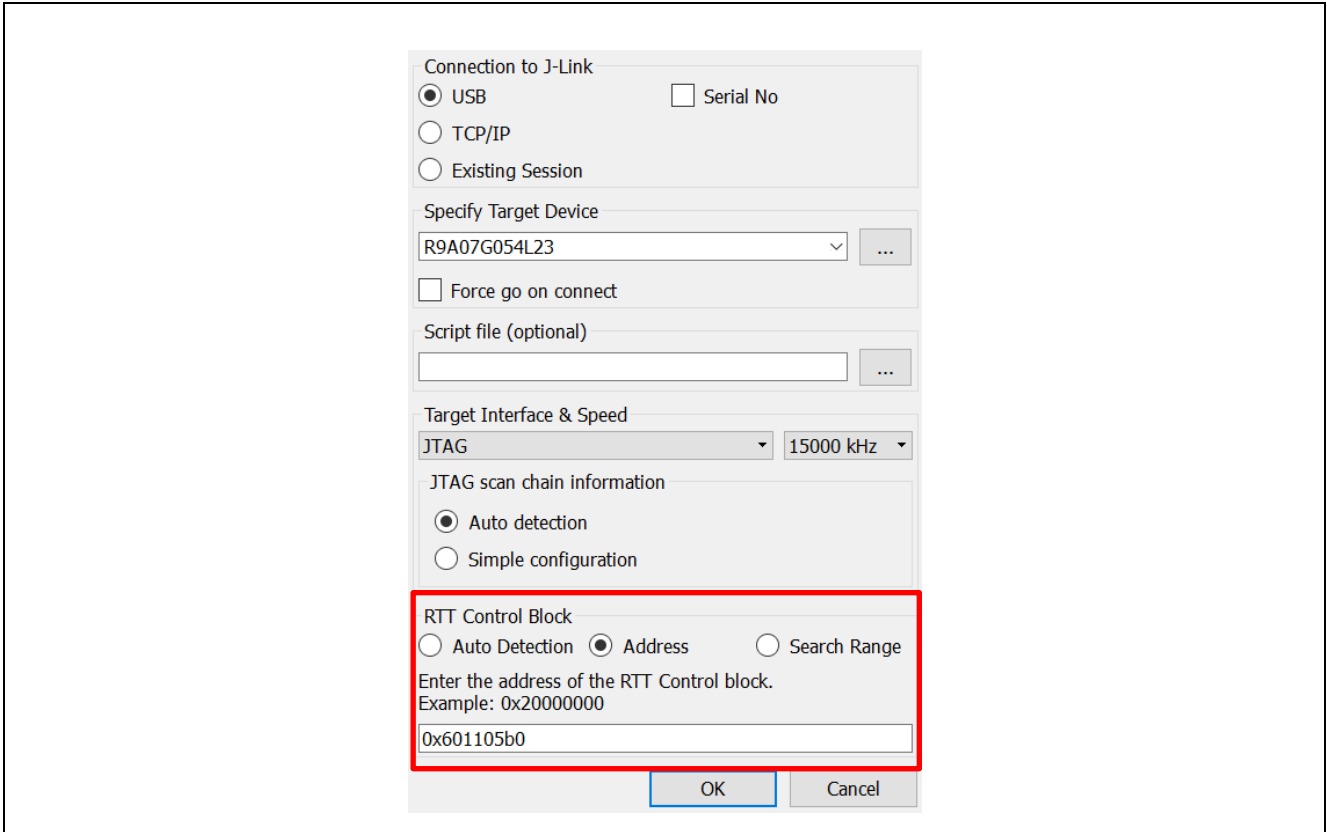 Connection to J-Link
USB Serial No
TCP/IP
Existing Session
Specify Target Device
R9A07G054L23 ...
Force go on connect
Script file (optional)
...
Target Interface & Speed
JTAG 15000 kHz
JTAG scan chain information
Auto detection
Simple configuration
RTT Control Block
Auto Detection Address Search Range
Enter the address of the RTT Control block.
Example: 0x20000000
0x601105b0
OK Cancel